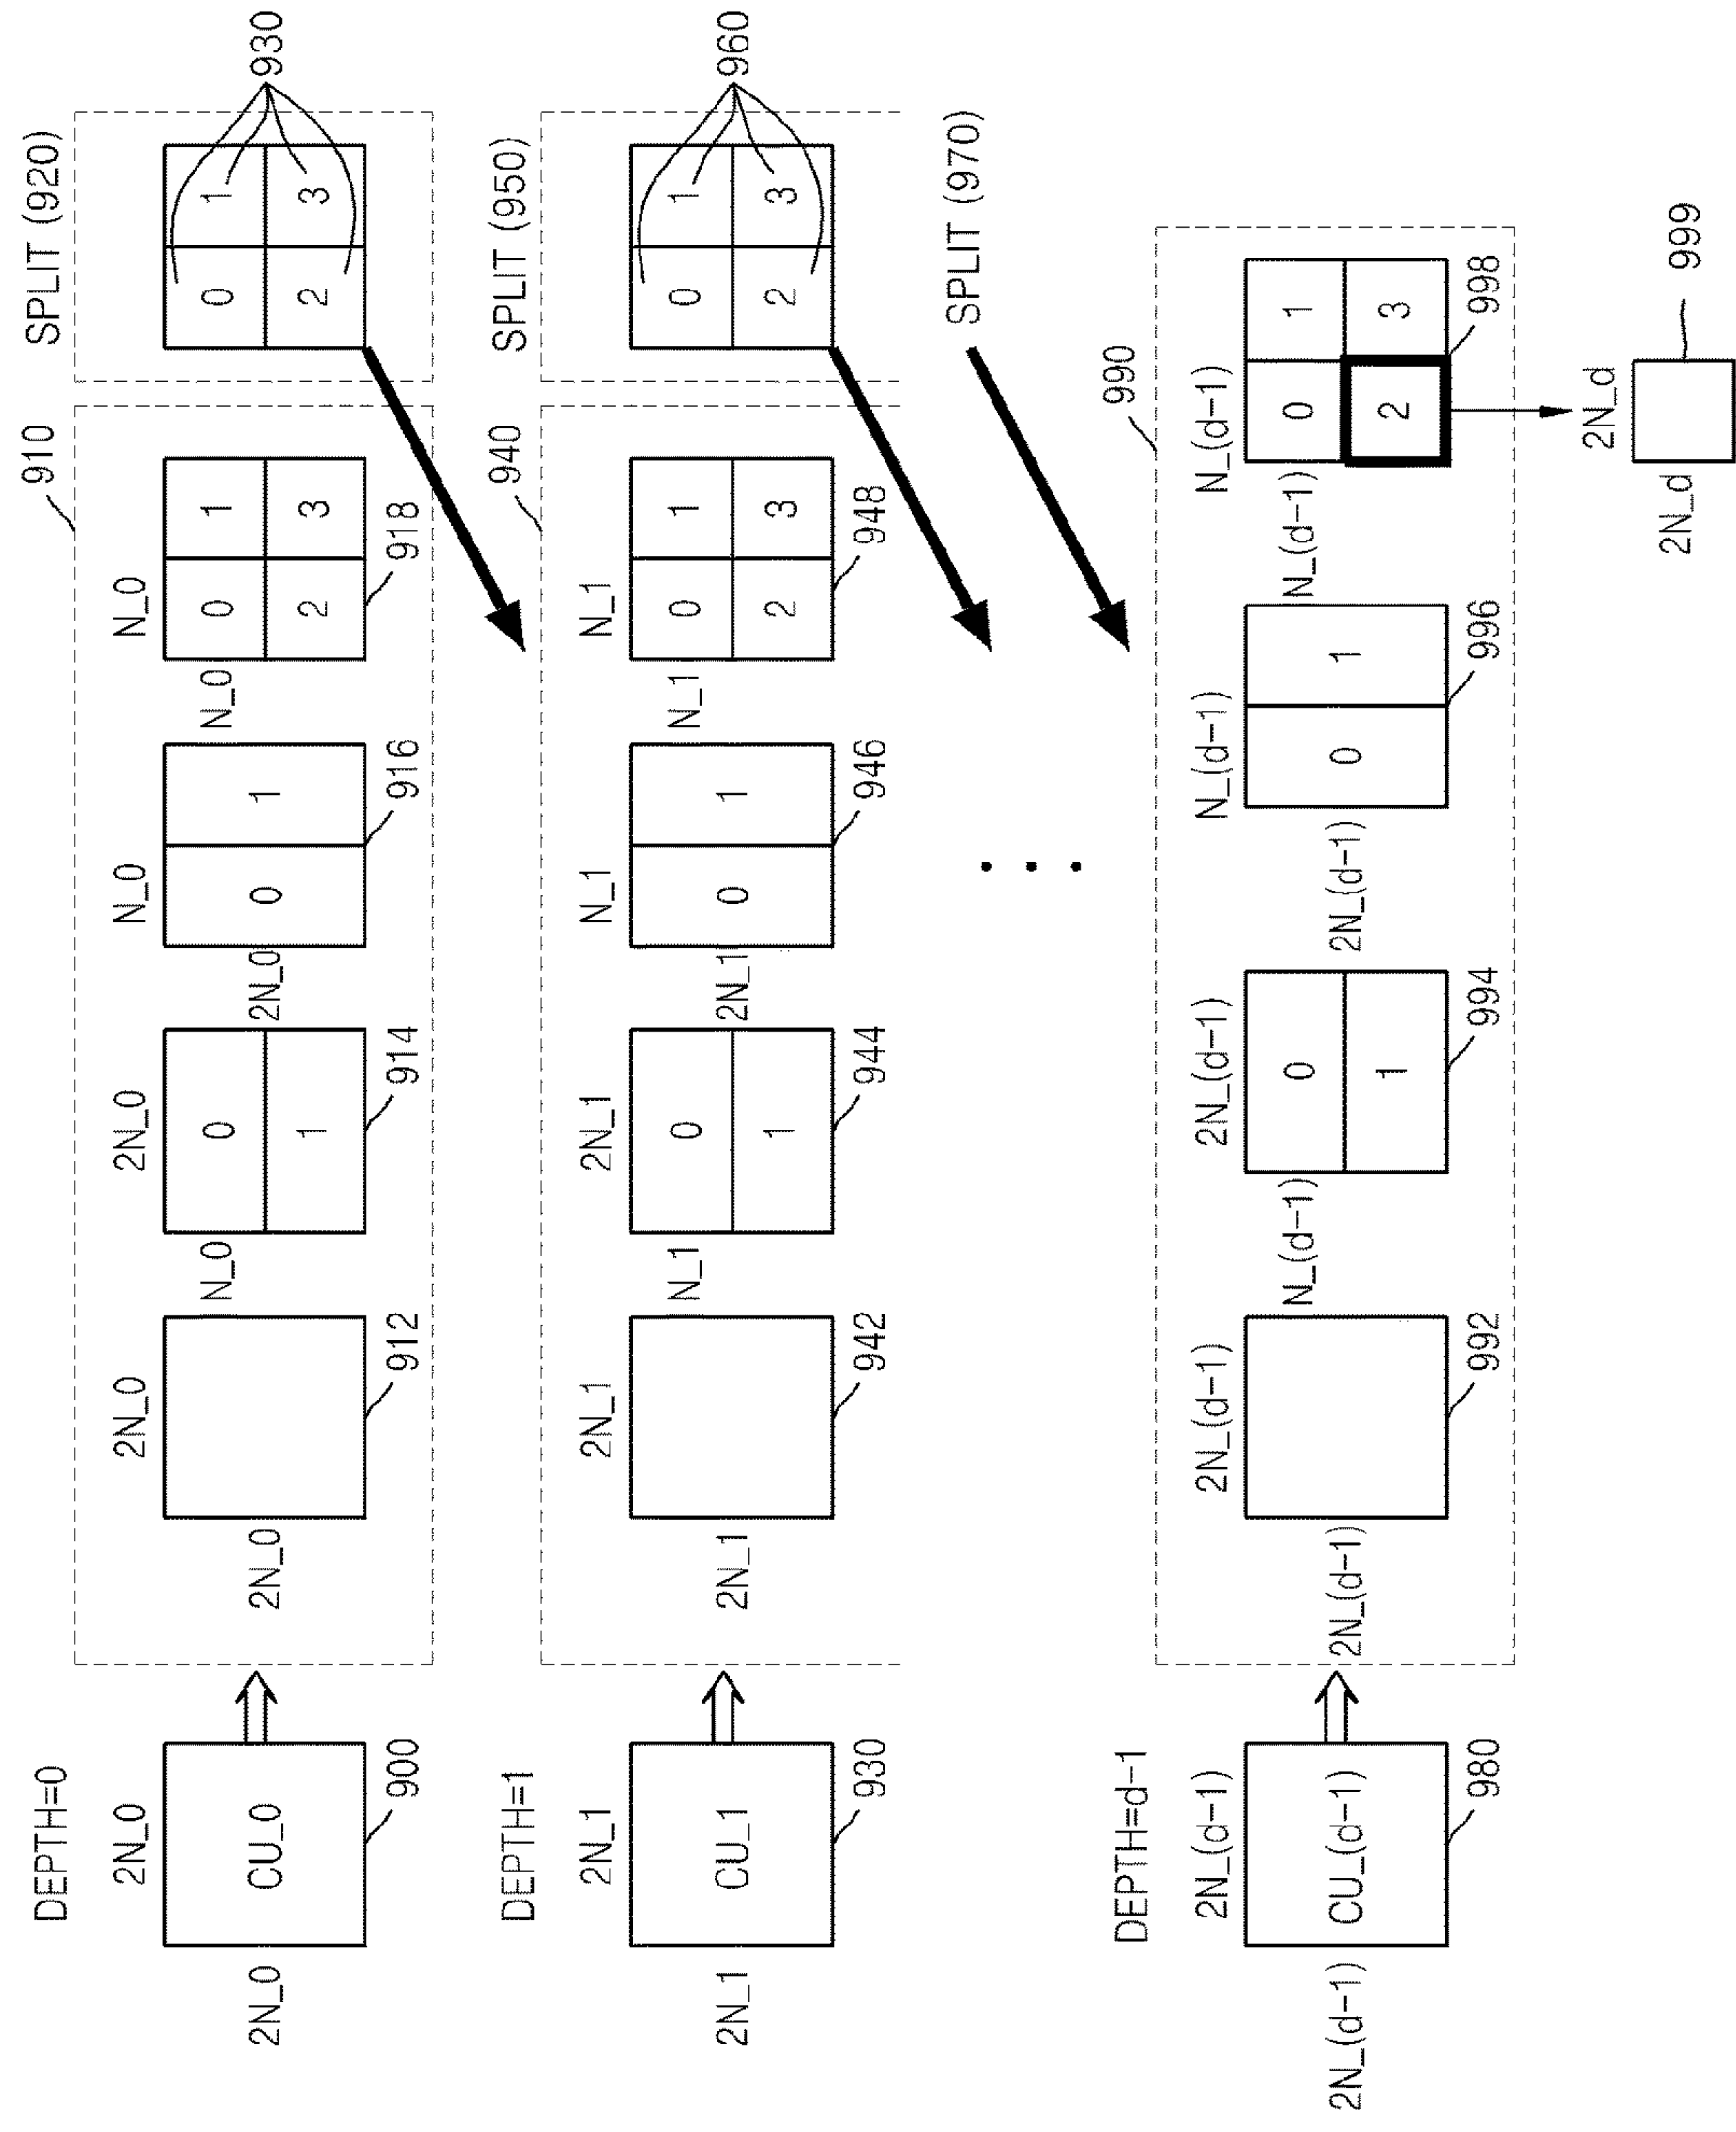 DEPTH=0
2N_0
2N_0
CU_0
900
910
2N_0
2N_0
912
2N_0
N_0
0
1
914
N_0
2N_0
0 1
916
N_0
N_0
0 1
2 3
918
SPLIT (920)
0 1
2 3
930
DEPTH=1
2N_1
2N_1
CU_1
930
940
2N_1
2N_1
942
2N_1
N_1
0
1
944
N_1
2N_1
0 1
946
N_1
N_1
0 1
2 3
948
SPLIT (950)
0 1
2 3
960
SPLIT (970)
DEPTH=d-1
2N_(d-1)
2N_(d-1)
CU_(d-1)
980
990
2N_(d-1)
2N_(d-1)
992
2N_(d-1)
N_(d-1)
0
1
994
N_(d-1)
2N_(d-1)
0 1
996
N_(d-1)
N_(d-1)
0 1
2 3
998
2N_d
2N_d
999